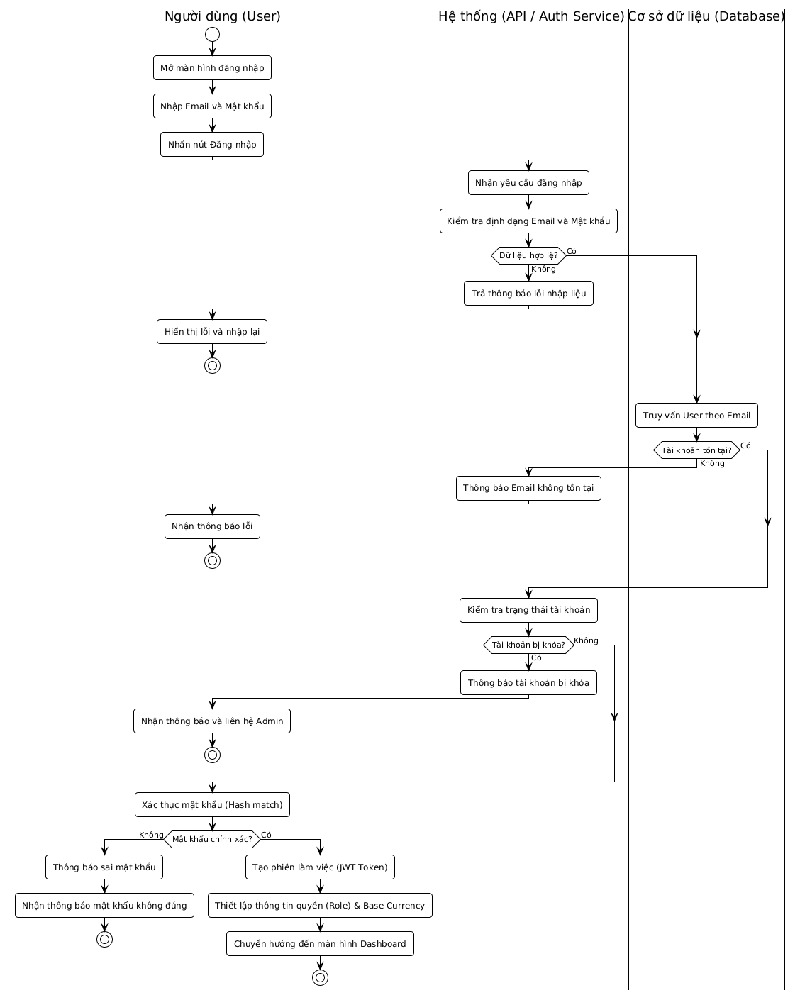 Người dùng (User)
Hệ thống (API / Auth Service)
Cơ sở dữ liệu (Database)
Mở màn hình đăng nhập
Nhập Email và Mật khẩu
Nhấn nút Đăng nhập
Nhận yêu cầu đăng nhập
Kiểm tra định dạng Email và Mật khẩu
Dữ liệu hợp lệ?
Có
Không
Trả thông báo lỗi nhập liệu
Hiển thị lỗi và nhập lại
Truy vấn User theo Email
Tài khoản tồn tại?
Có
Không
Thông báo Email không tồn tại
Nhận thông báo lỗi
Kiểm tra trạng thái tài khoản
Tài khoản bị khóa?
Không
Có
Thông báo tài khoản bị khóa
Nhận thông báo và liên hệ Admin
Xác thực mật khẩu (Hash match)
Không
Mật khẩu chính xác?
Có
Thông báo sai mật khẩu
Tạo phiên làm việc (JWT Token)
Nhận thông báo mật khẩu không đúng
Thiết lập thông tin quyền (Role) & Base Currency
Chuyển hướng đến màn hình Dashboard